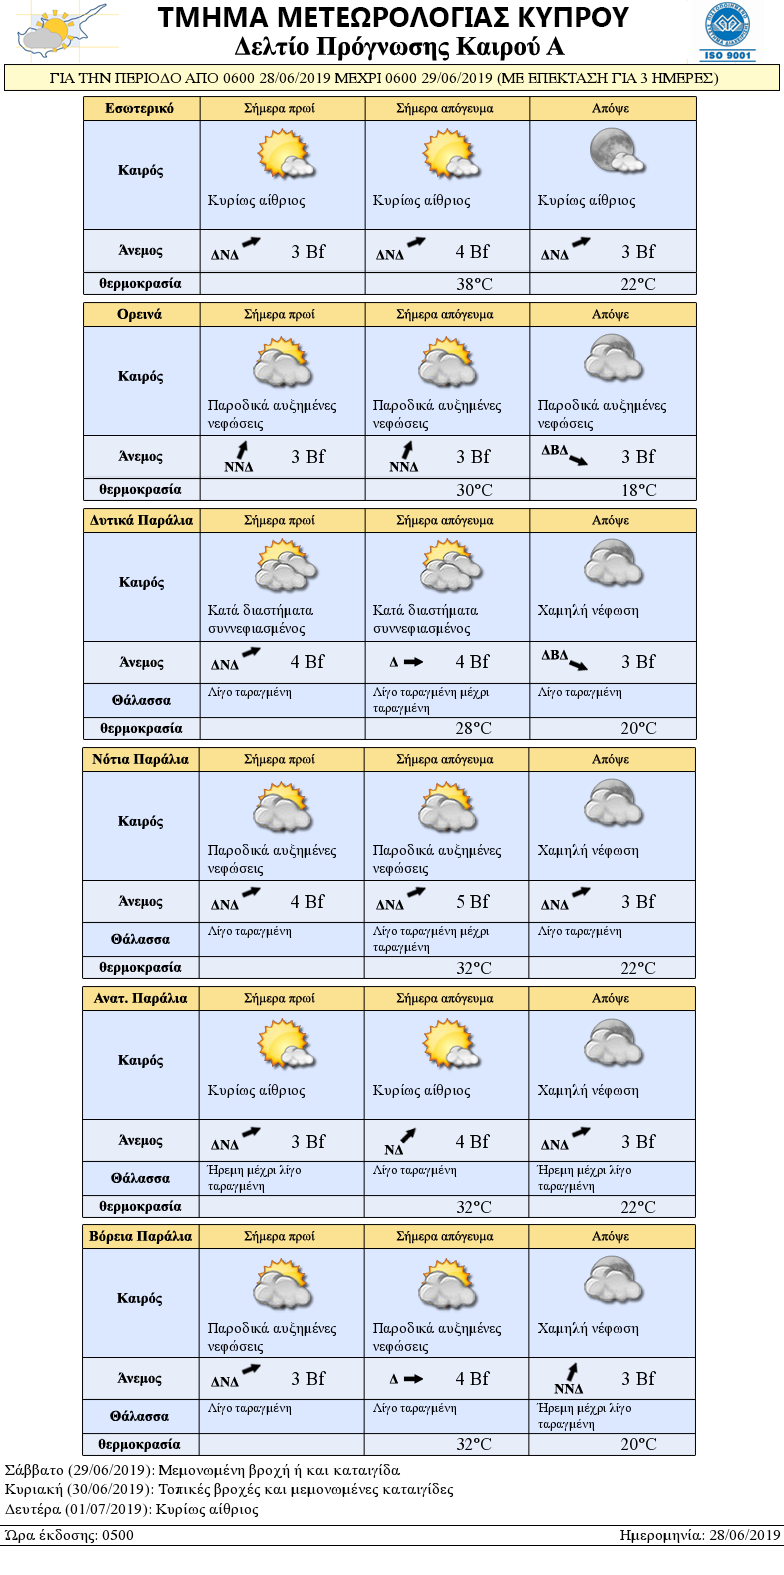 ΤΜΗΜΑ ΜΕΤΕΩΡΟΛΟΓΙΑΣ ΚΥΠΡΟΥ
Δελτίο Πρόγνωσης Καιρού Α
ISO 9001
ΓΙΑ ΤΗΝ ΠΕΡΙΟΔΟ ΑΠΟ 0600 28/06/2019 ΜΕΧΡΙ 0600 29/06/2019 (ΜΕ ΕΠΕΚΤΑΣΗ ΓΙΑ 3 ΗΜΕΡΕΣ)
Εσωτερικό Σήμερα πρωί Σήμερα απόγευμα Απόψε
Καιρός
Κυρίως αίθριος Κυρίως αίθριος Κυρίως αίθριος
Άνεμος ΔΝΔ 3 Bf ΔΝΔ 4 Bf ΔΝΔ 3 Bf
θερμοκρασία 38°C 22°C
Ορεινά Σήμερα πρωί Σήμερα απόγευμα Απόψε
Καιρός
Παροδικά αυξημένες Παροδικά αυξημένες Παροδικά αυξημένες
νεφώσεις νεφώσεις νεφώσεις
Άνεμος ΝΝΔ 3 Bf ΝΝΔ 3 Bf ΔΒΔ 3 Bf
θερμοκρασία 30°C 18°C
Δυτικά Παράλια Σήμερα πρωί Σήμερα απόγευμα Απόψε
Καιρός
Κατά διαστήματα Κατά διαστήματα Χαμηλή νέφωση
συννεφιασμένος συννεφιασμένος
Άνεμος ΔΝΔ 4 Bf Δ 4 Bf ΔΒΔ 3 Bf
Θάλασσα Λίγο ταραγμένη Λίγο ταραγμένη μέχρι Λίγο ταραγμένη
ταραγμένη
θερμοκρασία 28°C 20°C
Νότια Παράλια Σήμερα πρωί Σήμερα απόγευμα Απόψε
Καιρός
Παροδικά αυξημένες Παροδικά αυξημένες Χαμηλή νέφωση
νεφώσεις νεφώσεις
Άνεμος ΔΝΔ 4 Bf ΔΝΔ 5 Bf ΔΝΔ 3 Bf
Θάλασσα Λίγο ταραγμένη Λίγο ταραγμένη μέχρι Λίγο ταραγμένη
ταραγμένη
θερμοκρασία 32°C 22°C
Ανατ. Παράλια Σήμερα πρωί Σήμερα απόγευμα Απόψε
Καιρός
Κυρίως αίθριος Κυρίως αίθριος Χαμηλή νέφωση
Άνεμος ΔΝΔ 3 Bf ΝΔ 4 Bf ΔΝΔ 3 Bf
Θάλασσα Ήρεμη μέχρι λίγο Λίγο ταραγμένη Ήρεμη μέχρι λίγο
ταραγμένη ταραγμένη
θερμοκρασία 32°C 22°C
Βόρεια Παράλια Σήμερα πρωί Σήμερα απόγευμα Απόψε
Καιρός
Παροδικά αυξημένες Παροδικά αυξημένες Χαμηλή νέφωση
νεφώσεις νεφώσεις
Άνεμος ΔΝΔ 3 Bf Δ 4 Bf ΝΝΔ 3 Bf
Θάλασσα Λίγο ταραγμένη Λίγο ταραγμένη Ήρεμη μέχρι λίγο
ταραγμένη
θερμοκρασία 32°C 20°C
Σάββατο (29/06/2019): Μεμονωμένη βροχή ή και καταιγίδα
Κυριακή (30/06/2019): Τοπικές βροχές και μεμονωμένες καταιγίδες
Δευτέρα (01/07/2019): Κυρίως αίθριος
Ώρα έκδοσης: 0500 Ημερομηνία: 28/06/2019